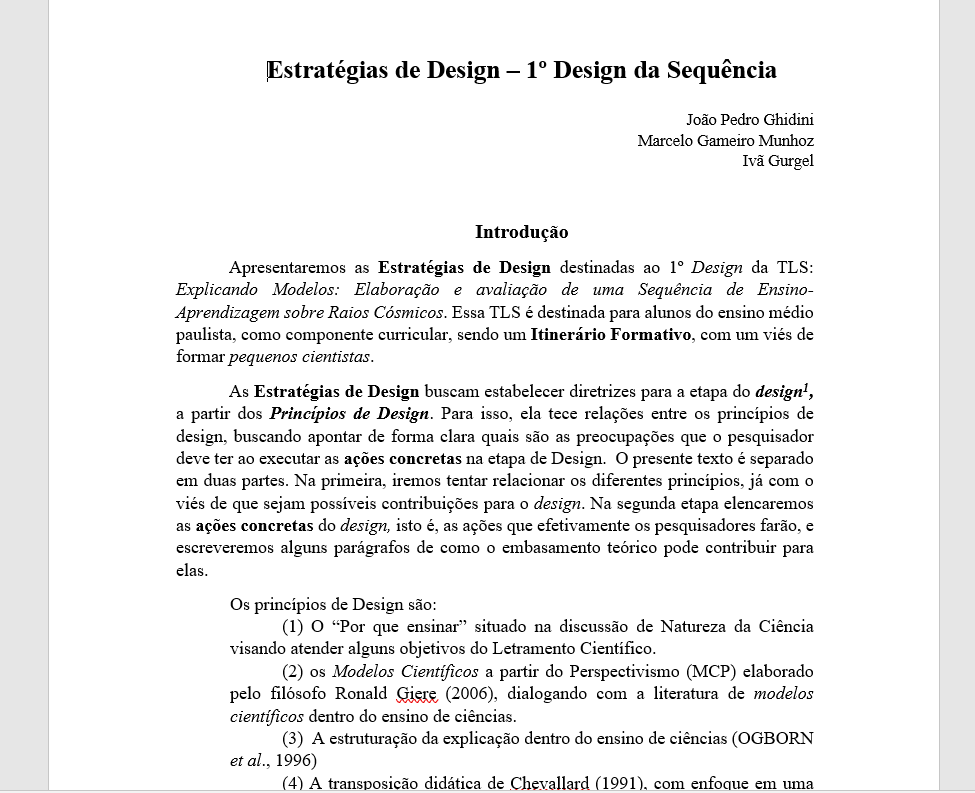 Estratégias de Design – 1º Design da Sequência
João Pedro Ghidini
Marcelo Gameiro Munhoz
Ivã Gurgel
Introdução
Apresentaremos as Estratégias de Design destinadas ao 1º Design da TLS:
Explicando Modelos: Elaboração e avaliação de uma Sequência de Ensino-
Aprendizagem sobre Raios Cósmicos. Essa TLS é destinada para alunos do ensino médio
paulista, como componente curricular, sendo um Itinerário Formativo, com um viés de
formar pequenos cientistas.
As Estratégias de Design buscam estabelecer diretrizes para a etapa do design¹,
a partir dos Princípios de Design. Para isso, ela tece relações entre os princípios de
design, buscando apontar de forma clara quais são as preocupações que o pesquisador
deve ter ao executar as ações concretas na etapa de Design. O presente texto é separado
em duas partes. Na primeira, iremos tentar relacionar os diferentes princípios, já com o
viés de que sejam possíveis contribuições para o design. Na segunda etapa elencaremos
as ações concretas do design, isto é, as ações que efetivamente os pesquisadores farão, e
escreveremos alguns parágrafos de como o embasamento teórico pode contribuir para
elas.
Os princípios de Design são:
(1) O “Por que ensinar” situado na discussão de Natureza da Ciência
visando atender alguns objetivos do Letramento Científico.
(2) os Modelos Científicos a partir do Perspectivismo (MCP) elaborado
pelo filósofo Ronald Giere (2006), dialogando com a literatura de modelos
científicos dentro do ensino de ciências.
(3) A estruturação da explicação dentro do ensino de ciências (OGBORN
et al., 1996)
(4) A transposição didática de Chevallard (1991), com enfoque em uma